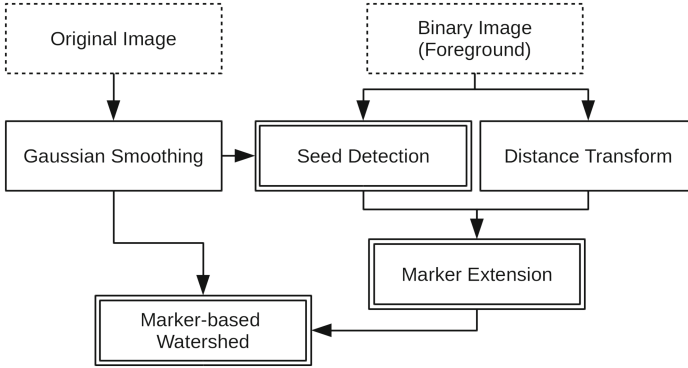 Original Image
Binary Image
(Foreground)
Gaussian Smoothing
Seed Detection
Distance Transform
Marker Extension
Marker-based
Watershed